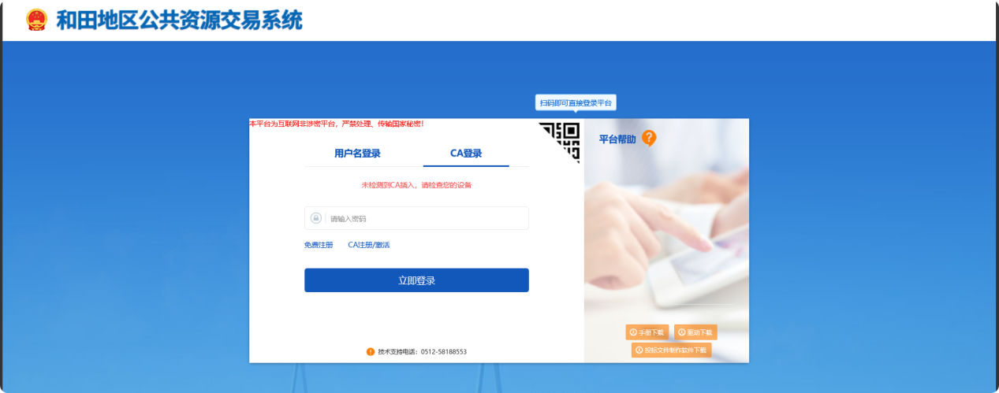 和田地区公共资源交易系统
扫码即可直接登录平台
本平台为互联网非涉密平台，严禁处理、传输国家秘密！
用户名登录
CA登录
未检测到CA插入，请检查您的设备
请输入密码
免费注册
CA注册/激活
立即登录
技术支持电话：0512-58188553
平台帮助
手册下载
驱动下载
投标文件制作软件下载